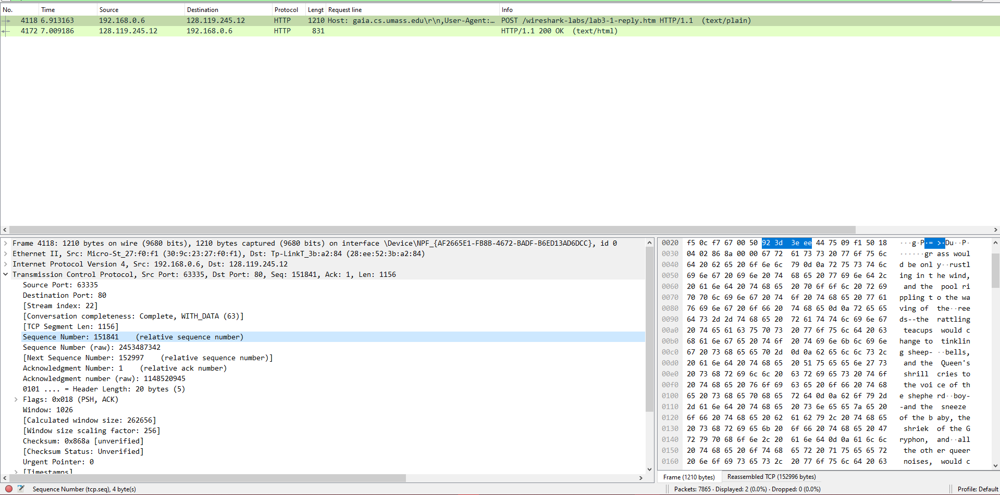 No. Time Source Destination Protocol Lengt Request line Info
4118 6.913163 192.168.0.6 128.119.245.12 HTTP 1210 Host: gaia.cs.umass.edu\r\n,User-Agent:… POST /wireshark-labs/lab3-1-reply.htm HTTP/1.1 (text/plain)
4172 7.009186 128.119.245.12 192.168.0.6 HTTP 831 HTTP/1.1 200 OK (text/html)
Frame 4118: 1210 bytes on wire (9680 bits), 1210 bytes captured (9680 bits) on interface \Device\NPF_{AF2665E1-FB8B-4672-BADF-B6ED13AD6DCC}, id 0
Ethernet II, Src: Micro-St_27:f0:f1 (30:9c:23:27:f0:f1), Dst: Tp-LinkT_3b:a2:84 (28:ee:52:3b:a2:84)
Internet Protocol Version 4, Src: 192.168.0.6, Dst: 128.119.245.12
Transmission Control Protocol, Src Port: 63335, Dst Port: 80, Seq: 151841, Ack: 1, Len: 1156
Source Port: 63335
Destination Port: 80
[Stream index: 22]
[Conversation completeness: Complete, WITH_DATA (63)]
[TCP Segment Len: 1156]
Sequence Number: 151841 (relative sequence number)
Sequence Number (raw): 2453487342
[Next Sequence Number: 152997 (relative sequence number)]
Acknowledgment Number: 1 (relative ack number)
Acknowledgment number (raw): 1148520945
0101 .... = Header Length: 20 bytes (5)
Flags: 0x018 (PSH, ACK)
Window: 1026
[Calculated window size: 262656]
[Window size scaling factor: 256]
Checksum: 0x868a [unverified]
[Checksum Status: Unverified]
Urgent Pointer: 0
[Timestamps]
0020 f5 0c f7 67 00 50 92 3d 3e ee 44 75 09 f1 50 18 ···g·P·= >·Du··P·
0030 04 02 86 8a 00 00 67 72 61 73 73 20 77 6f 75 6c ······gr ass woul
0040 64 20 62 65 20 6f 6e 6c 79 0d 0a 72 75 73 74 6c d be onl y··rustl
0050 69 6e 67 20 69 6e 20 74 68 65 20 77 69 6e 64 2c ing in t he wind,
0060 20 61 6e 64 20 74 68 65 20 70 6f 6f 6c 20 72 69 and the pool ri
0070 70 70 6c 69 6e 67 20 74 6f 20 74 68 65 20 77 61 ppling t o the wa
0080 76 69 6e 67 20 6f 66 20 74 68 65 0d 0a 72 65 65 ving of the··ree
0090 64 73 2d 2d 74 68 65 20 72 61 74 74 6c 69 6e 67 ds--the rattling
00a0 20 74 65 61 63 75 70 73 20 77 6f 75 6c 64 20 63 teacups would c
00b0 68 61 6e 67 65 20 74 6f 20 74 69 6e 6b 6c 69 6e hange to tinklin
00c0 67 20 73 68 65 65 70 2d 0d 0a 62 65 6c 6c 73 2c g sheep- ··bells,
00d0 20 61 6e 64 20 74 68 65 20 51 75 65 65 6e 27 73 and the Queen's
00e0 20 73 68 72 69 6c 6c 20 63 72 69 65 73 20 74 6f shrill cries to
00f0 20 74 68 65 20 76 6f 69 63 65 20 6f 66 20 74 68 the voi ce of th
0100 65 20 73 68 65 70 68 65 72 64 0d 0a 62 6f 79 2d e shephe rd··boy-
0110 2d 61 6e 64 20 74 68 65 20 73 6e 65 65 7a 65 20 -and the sneeze
0120 6f 66 20 74 68 65 20 62 61 62 79 2c 20 74 68 65 of the b aby, the
0130 20 73 68 72 69 65 6b 20 6f 66 20 74 68 65 20 47 shriek of the G
0140 72 79 70 68 6f 6e 2c 20 61 6e 64 0d 0a 61 6c 6c ryphon, and··all
0150 20 74 68 65 20 6f 74 68 65 72 20 71 75 65 65 72 the oth er queer
0160 20 6e 6f 69 73 65 73 2c 20 77 6f 75 6c 64 20 63 noises, would c
Frame (1210 bytes) Reassembled TCP (152996 bytes)
Sequence Number (tcp.seq), 4 byte(s) Packets: 7865 · Displayed: 2 (0.0%) · Dropped: 0 (0.0%) Profile: Default